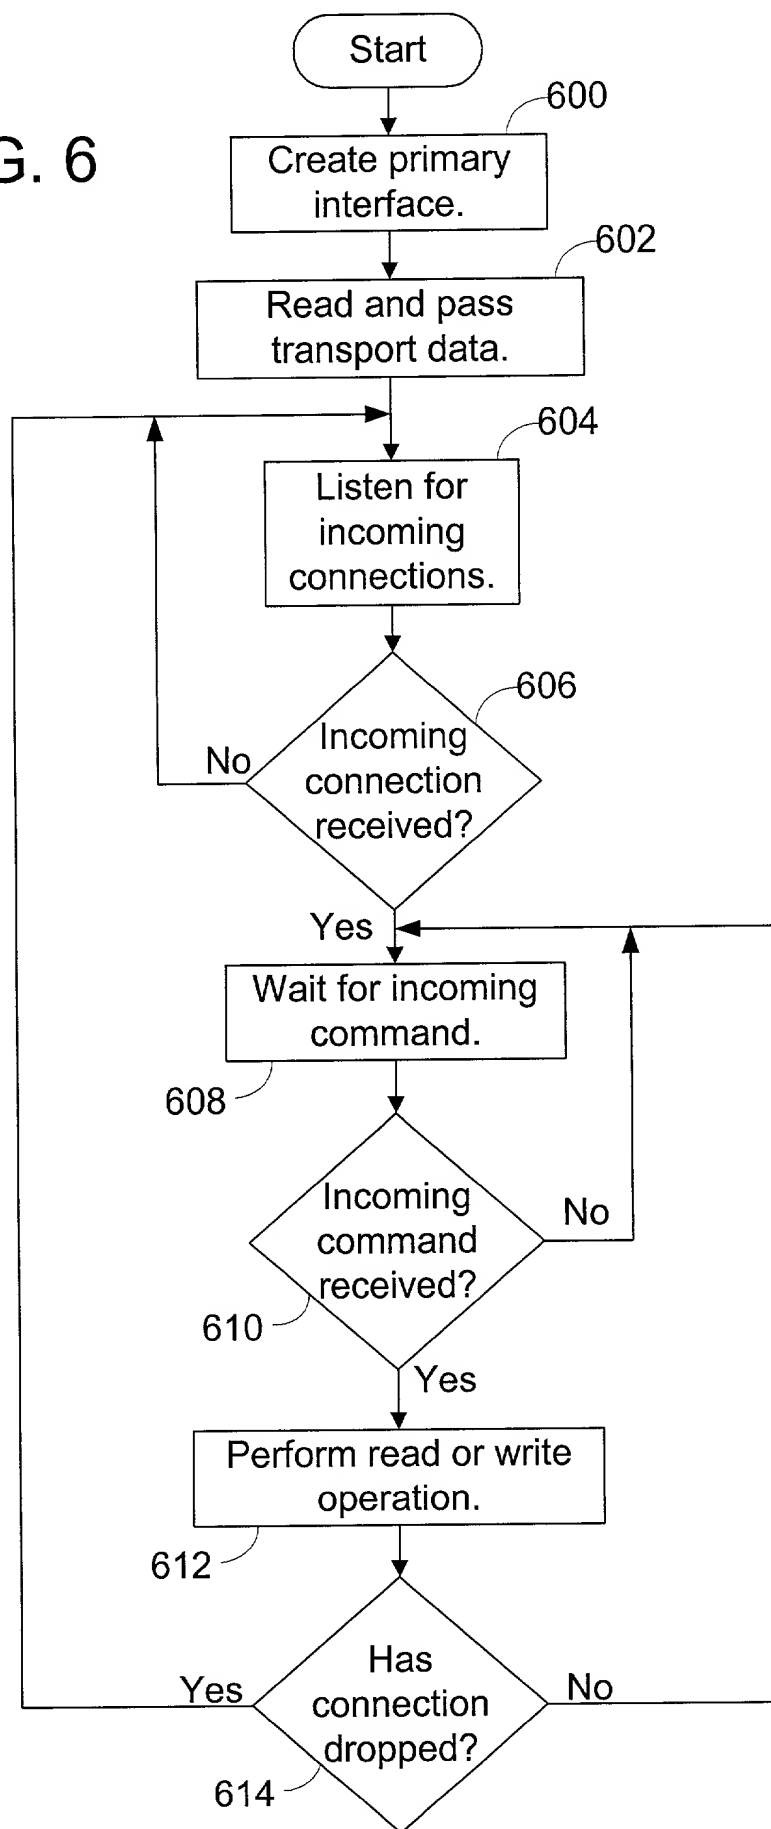 Start
600
G. 6
Create primary
interface.
602
Read and pass
transport data.
604
Listen for
incoming
connections.
606
Incoming
No
connection
received?
Yes
Wait for incoming
command.
608
Incoming
No
command
received?
610
Yes
Perform read or write
operation.
612
Has
Yes
connection
No
dropped?
614